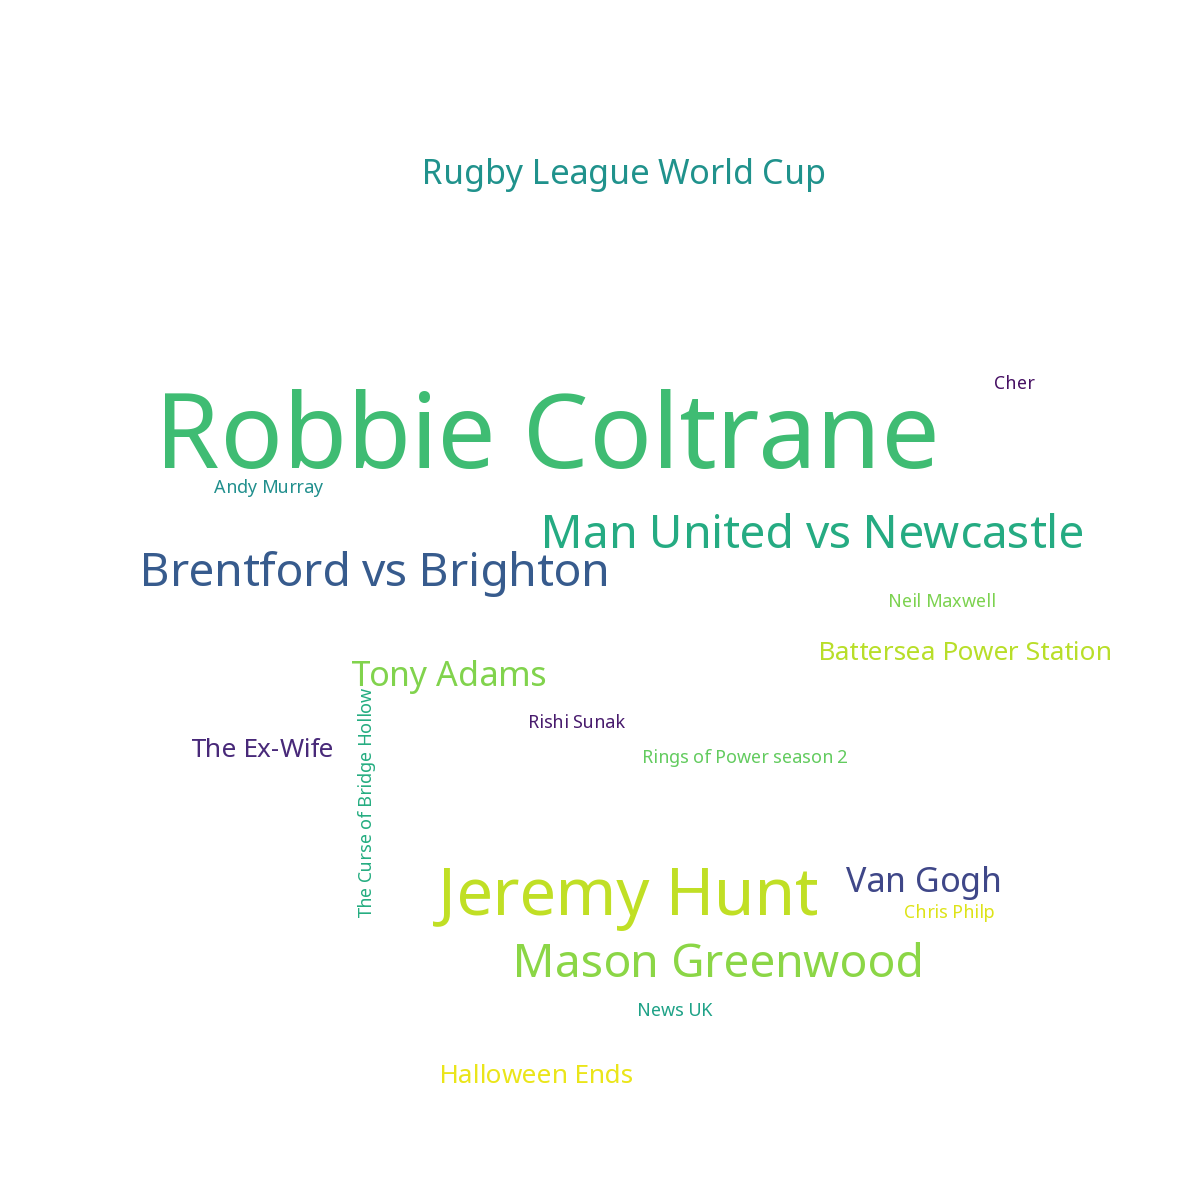 Rugby League World Cup
Cher
Robbie Coltrane
Andy Murray
Man United vs Newcastle
Brentford vs Brighton
Neil Maxwell
Battersea Power Station
Tony Adams
Rishi Sunak
The Ex-Wife
Rings of Power season 2
The Curse of Bridge Hollow
Jeremy Hunt
Van Gogh
Chris Philp
Mason Greenwood
News UK
Halloween Ends